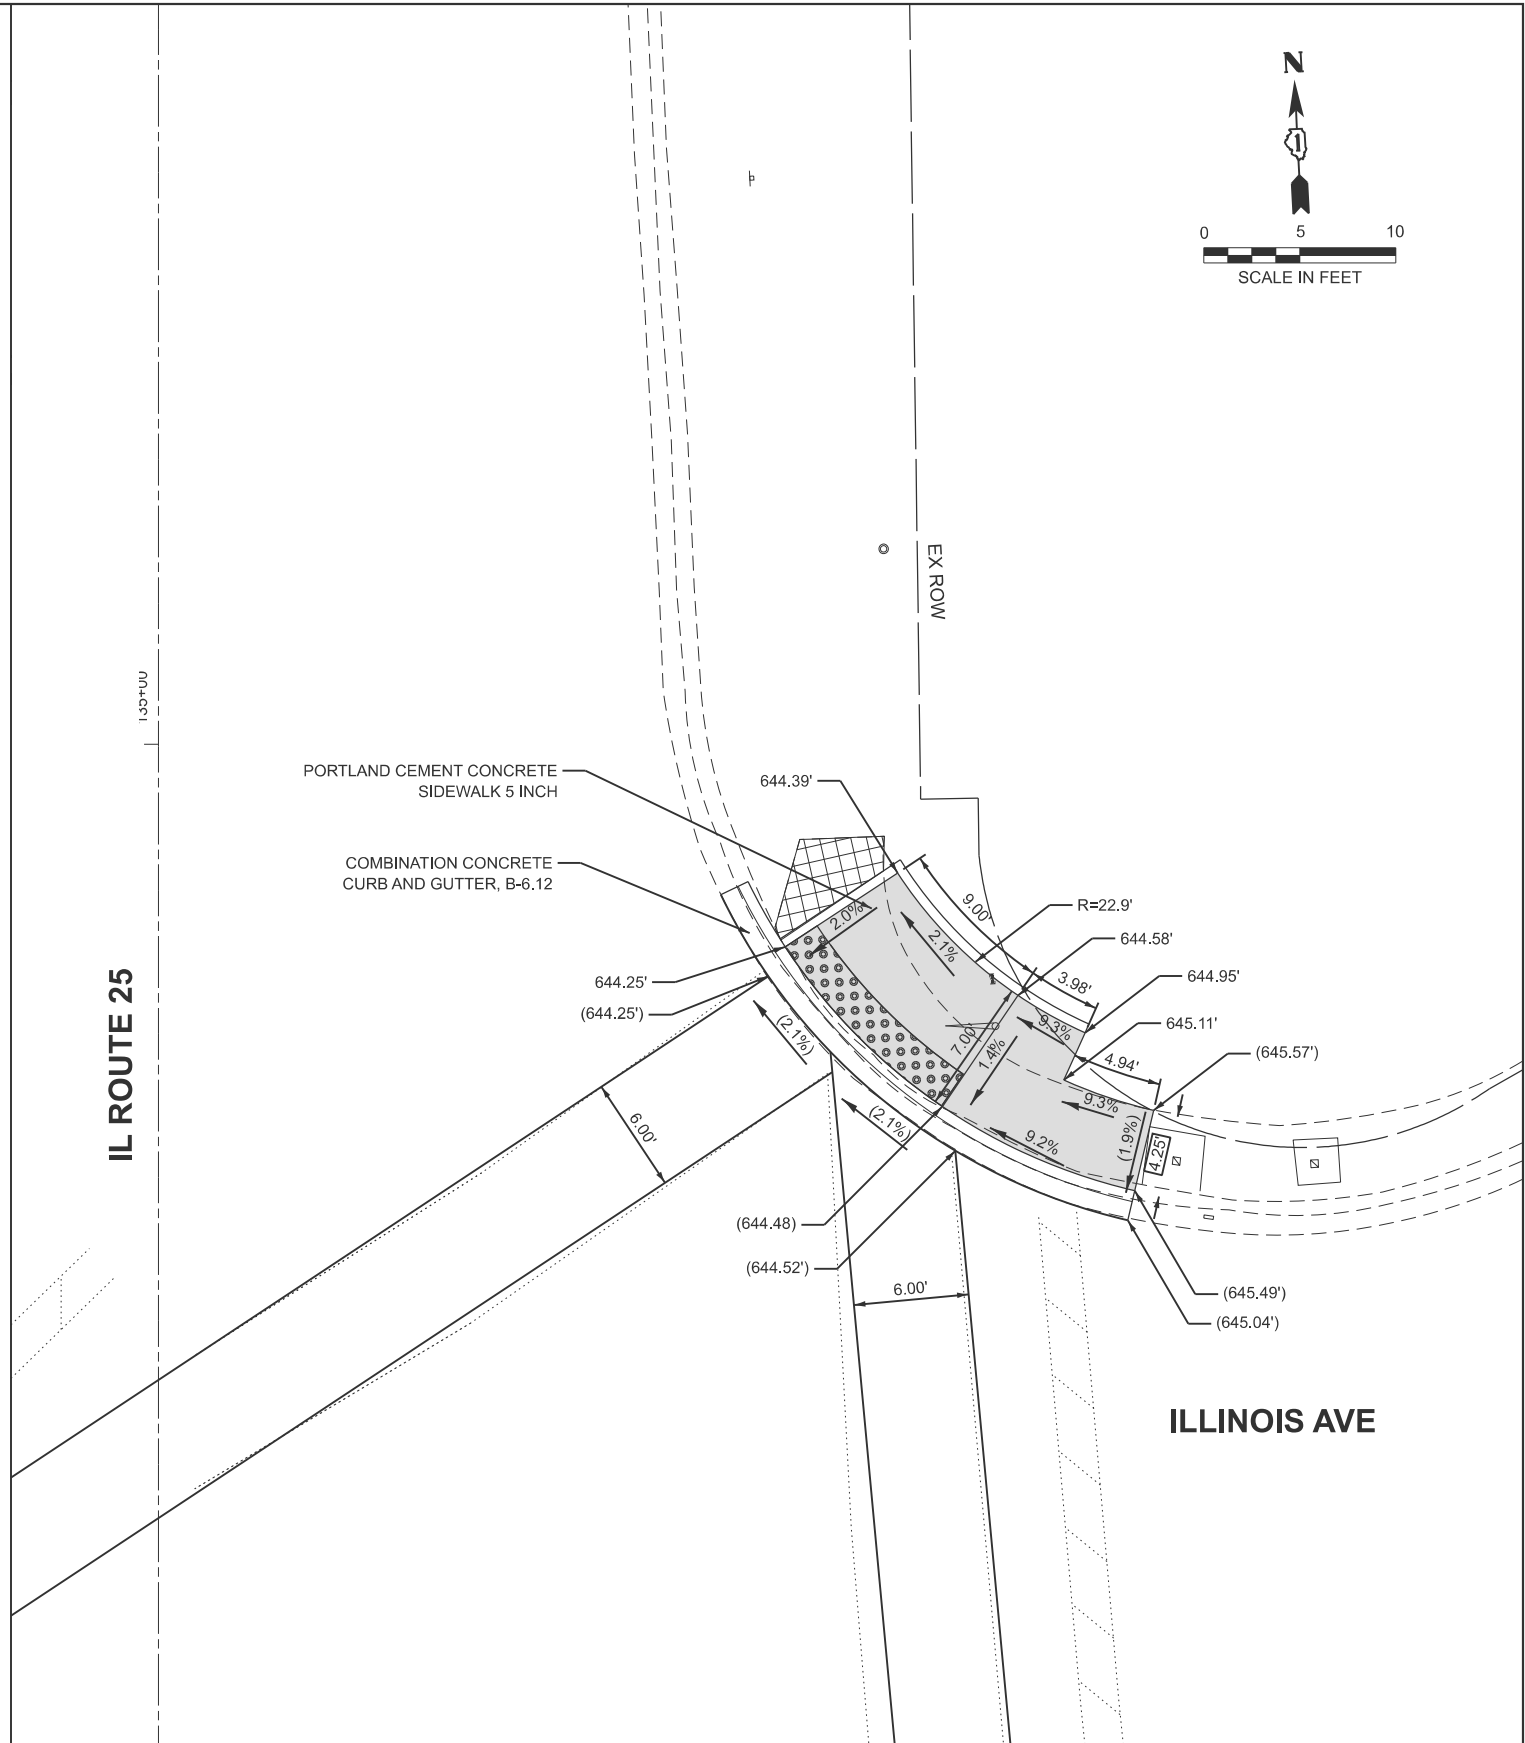 N
1
0 5 10
SCALE IN FEET
EX ROW
135+00
PORTLAND CEMENT CONCRETE
SIDEWALK 5 INCH
644.39'
COMBINATION CONCRETE
CURB AND GUTTER, B-6.12
9.00'
R=22.9'
2.0%
2.1%
644.58'
644.25'
3.98'
644.95'
(644.25')
9.3%
645.11'
(2.1%)
7.00'
1.4%
4.94'
(645.57')
IL ROUTE 25
6.00'
(2.1%)
9.3%
9.2%
(1.9%)
4.25'
(644.48)
(644.52')
6.00'
(645.49')
(645.04')
ILLINOIS AVE